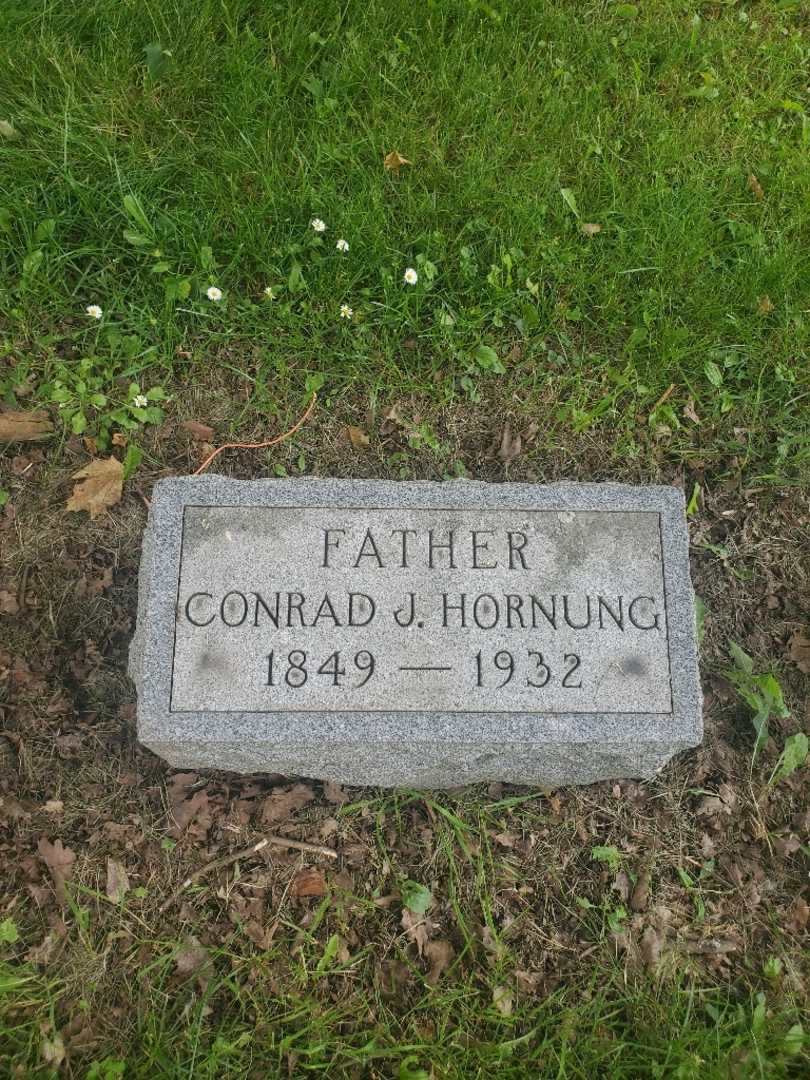 FATHER
CONRAD J. HORNUNG
1849 — 1932